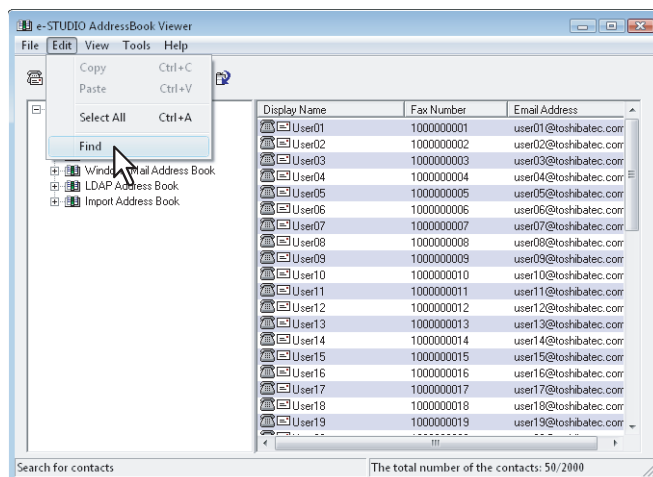 e-STUDIO AddressBook Viewer
File Edit View Tools Help
Copy Ctrl+C
Paste Ctrl+V
Select All Ctrl+A
Find
Windows Mail Address Book
LDAP Address Book
Import Address Book
Display Name Fax Number Email Address
User01 1000000001 user01@toshibatec.com
User02 1000000002 user02@toshibatec.com
User03 1000000003 user03@toshibatec.com
User04 1000000004 user04@toshibatec.com
User05 1000000005 user05@toshibatec.com
User06 1000000006 user06@toshibatec.com
User07 1000000007 user07@toshibatec.com
User08 1000000008 user08@toshibatec.com
User09 1000000009 user09@toshibatec.com
User10 1000000010 user10@toshibatec.com
User11 1000000011 user11@toshibatec.com
User12 1000000012 user12@toshibatec.com
User13 1000000013 user13@toshibatec.com
User14 1000000014 user14@toshibatec.com
User15 1000000015 user15@toshibatec.com
User16 1000000016 user16@toshibatec.com
User17 1000000017 user17@toshibatec.com
User18 1000000018 user18@toshibatec.com
User19 1000000019 user19@toshibatec.com
Search for contacts The total number of the contacts: 50/2000